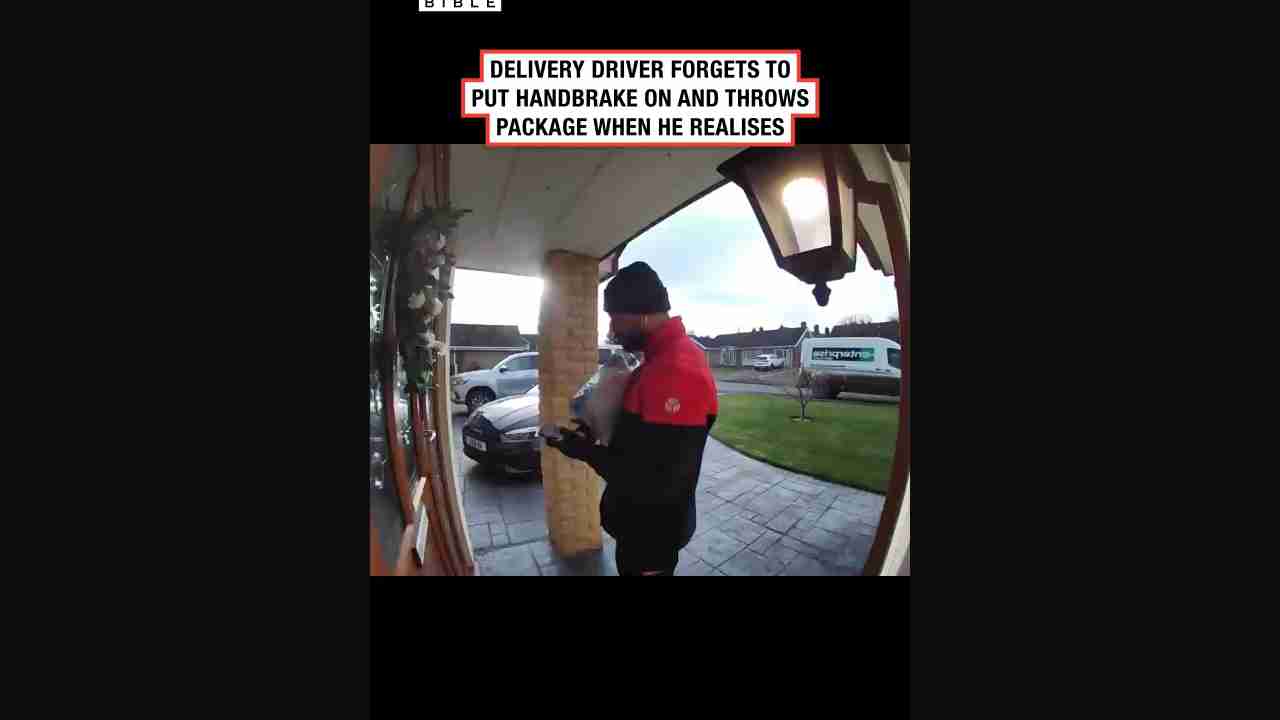 BIBLE
DELIVERY DRIVER FORGETS TO
PUT HANDBRAKE ON AND THROWS
PACKAGE WHEN HE REALISES